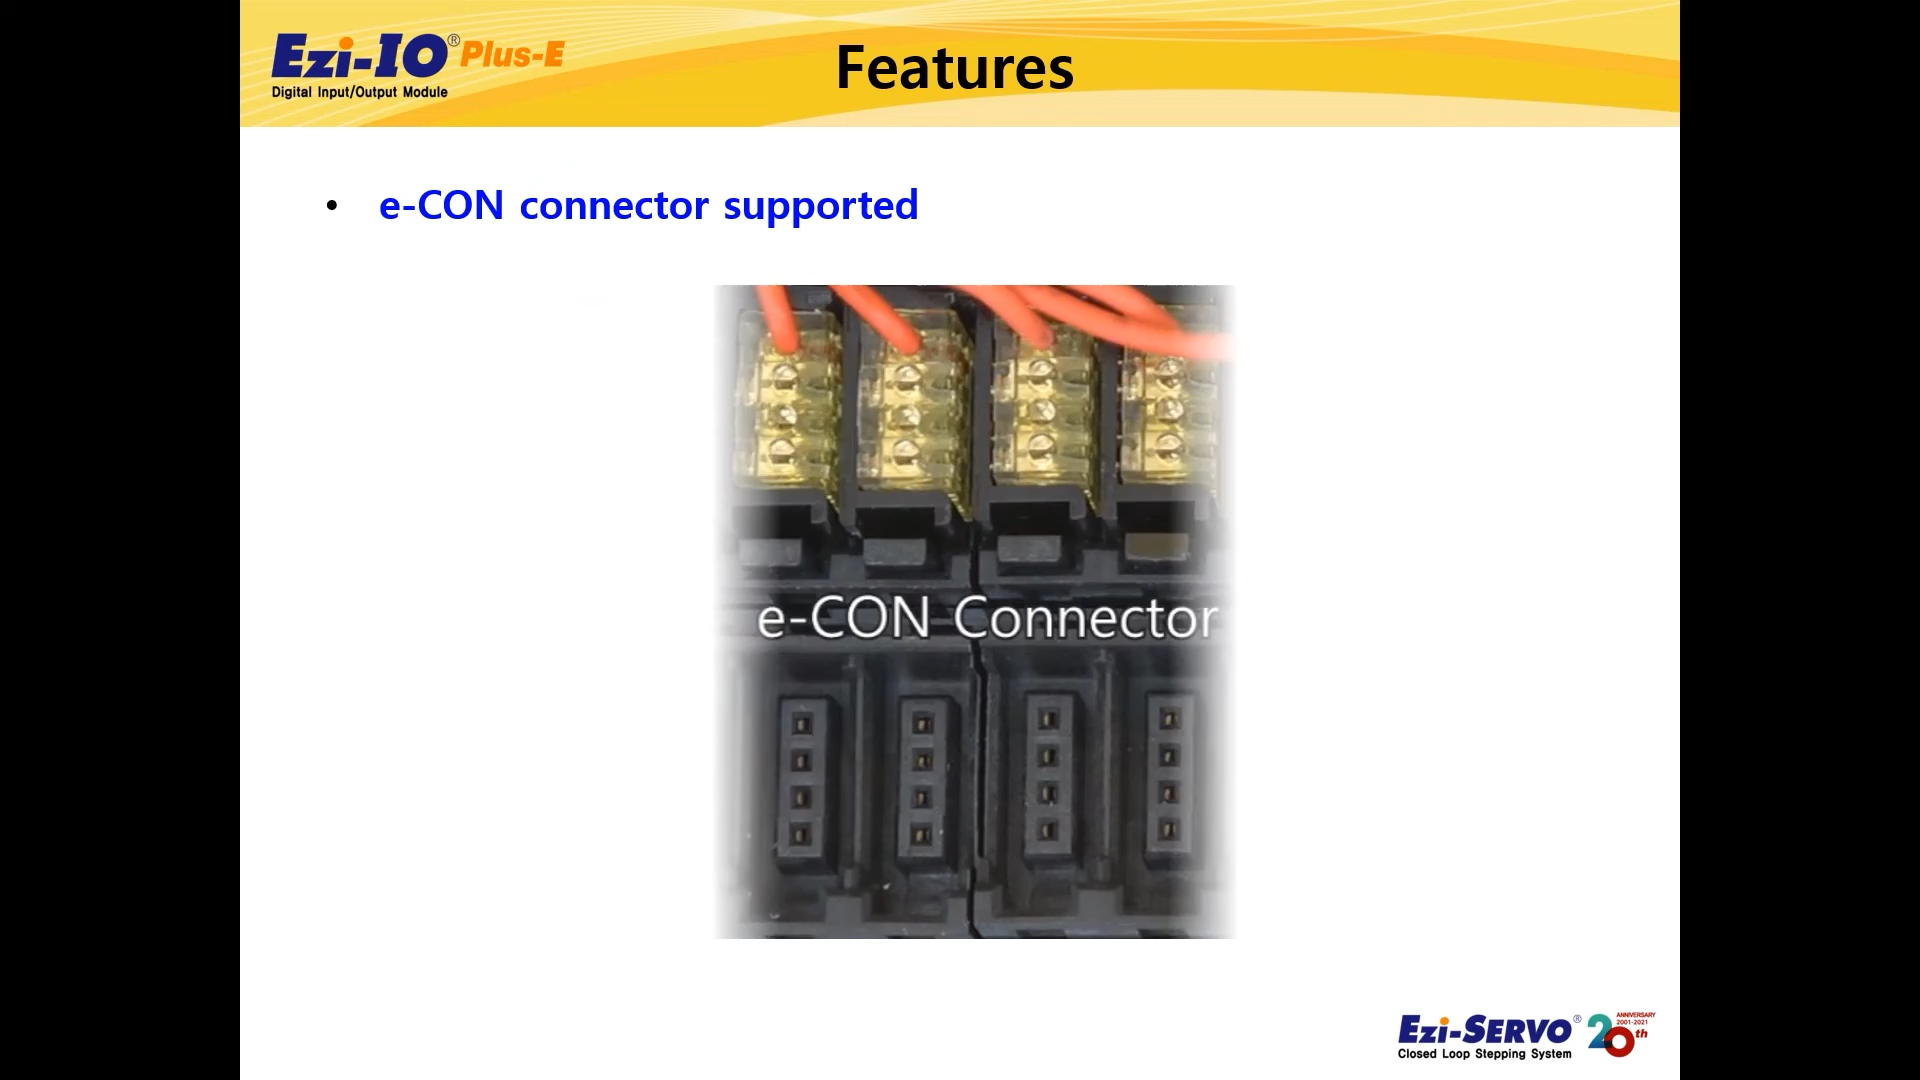 Ezi-IO® Plus-E
Digital Input/Output Module
Features
• e-CON connector supported
e-CON Connector
Ezi-SERVO®
Closed Loop Stepping System
20th
ANNIVERSARY
2001-2021